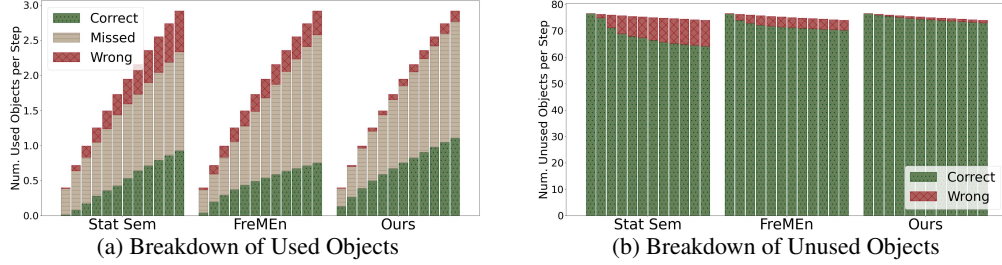 Num. Used Objects per Step
3.0
2.5
2.0
1.5
1.0
0.5
0.0
Correct
Missed
Wrong
Stat Sem
FreMEn
Ours
(a) Breakdown of Used Objects
Num. Unused Objects per Step
80
70
60
50
40
30
20
10
0
Correct
Wrong
Stat Sem
FreMEn
Ours
(b) Breakdown of Unused Objects